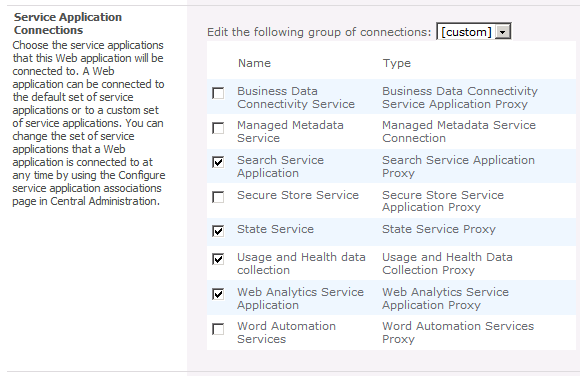 Service Application
Connections
Choose the service applications
that this Web application will be
connected to. A Web
application can be connected to
the default set of service
applications or to a custom set
of service applications. You can
change the set of service
applications that a Web
application is connected to at
any time by using the Configure
service application associations
page in Central Administration.
Edit the following group of connections: [custom]
Name Type
Business Data Business Data Connectivity
Connectivity Service Service Application Proxy
Managed Metadata Managed Metadata Service
Service Connection
Search Service Search Service Application
Application Proxy
Secure Store Service Secure Store Service
Application Proxy
State Service State Service Proxy
Usage and Health data Usage and Health Data
collection Collection Proxy
Web Analytics Service Web Analytics Service
Application Application Proxy
Word Automation Word Automation Services
Services Proxy